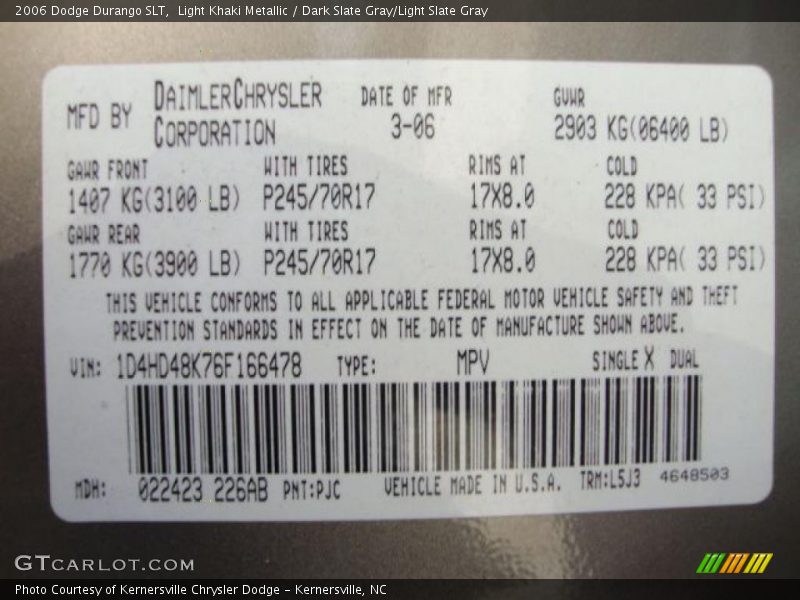 2006 Dodge Durango SLT,  Light Khaki Metallic / Dark Slate Gray/Light Slate Gray
MFD BY DAIMLERCHRYSLER CORPORATION DATE OF MFR 3-06 GVWR 2903 KG(06400 LB)
GAWR FRONT WITH TIRES RIMS AT COLD
1407 KG(3100 LB) P245/70R17 17X8.0 228 KPA( 33 PSI)
GAWR REAR WITH TIRES RIMS AT COLD
1770 KG(3900 LB) P245/70R17 17X8.0 228 KPA( 33 PSI)
THIS VEHICLE CONFORMS TO ALL APPLICABLE FEDERAL MOTOR VEHICLE SAFETY AND THEFT
PREVENTION STANDARDS IN EFFECT ON THE DATE OF MANUFACTURE SHOWN ABOVE.
VIN: 1D4HD48K76F166478 TYPE: MPV SINGLE X DUAL
MDH: 022423 226AB PNT:PJC VEHICLE MADE IN U.S.A. TRM:L5J3 4648503
GTCARLOT.COM
Photo Courtesy of Kernersville Chrysler Dodge – Kernersville, NC